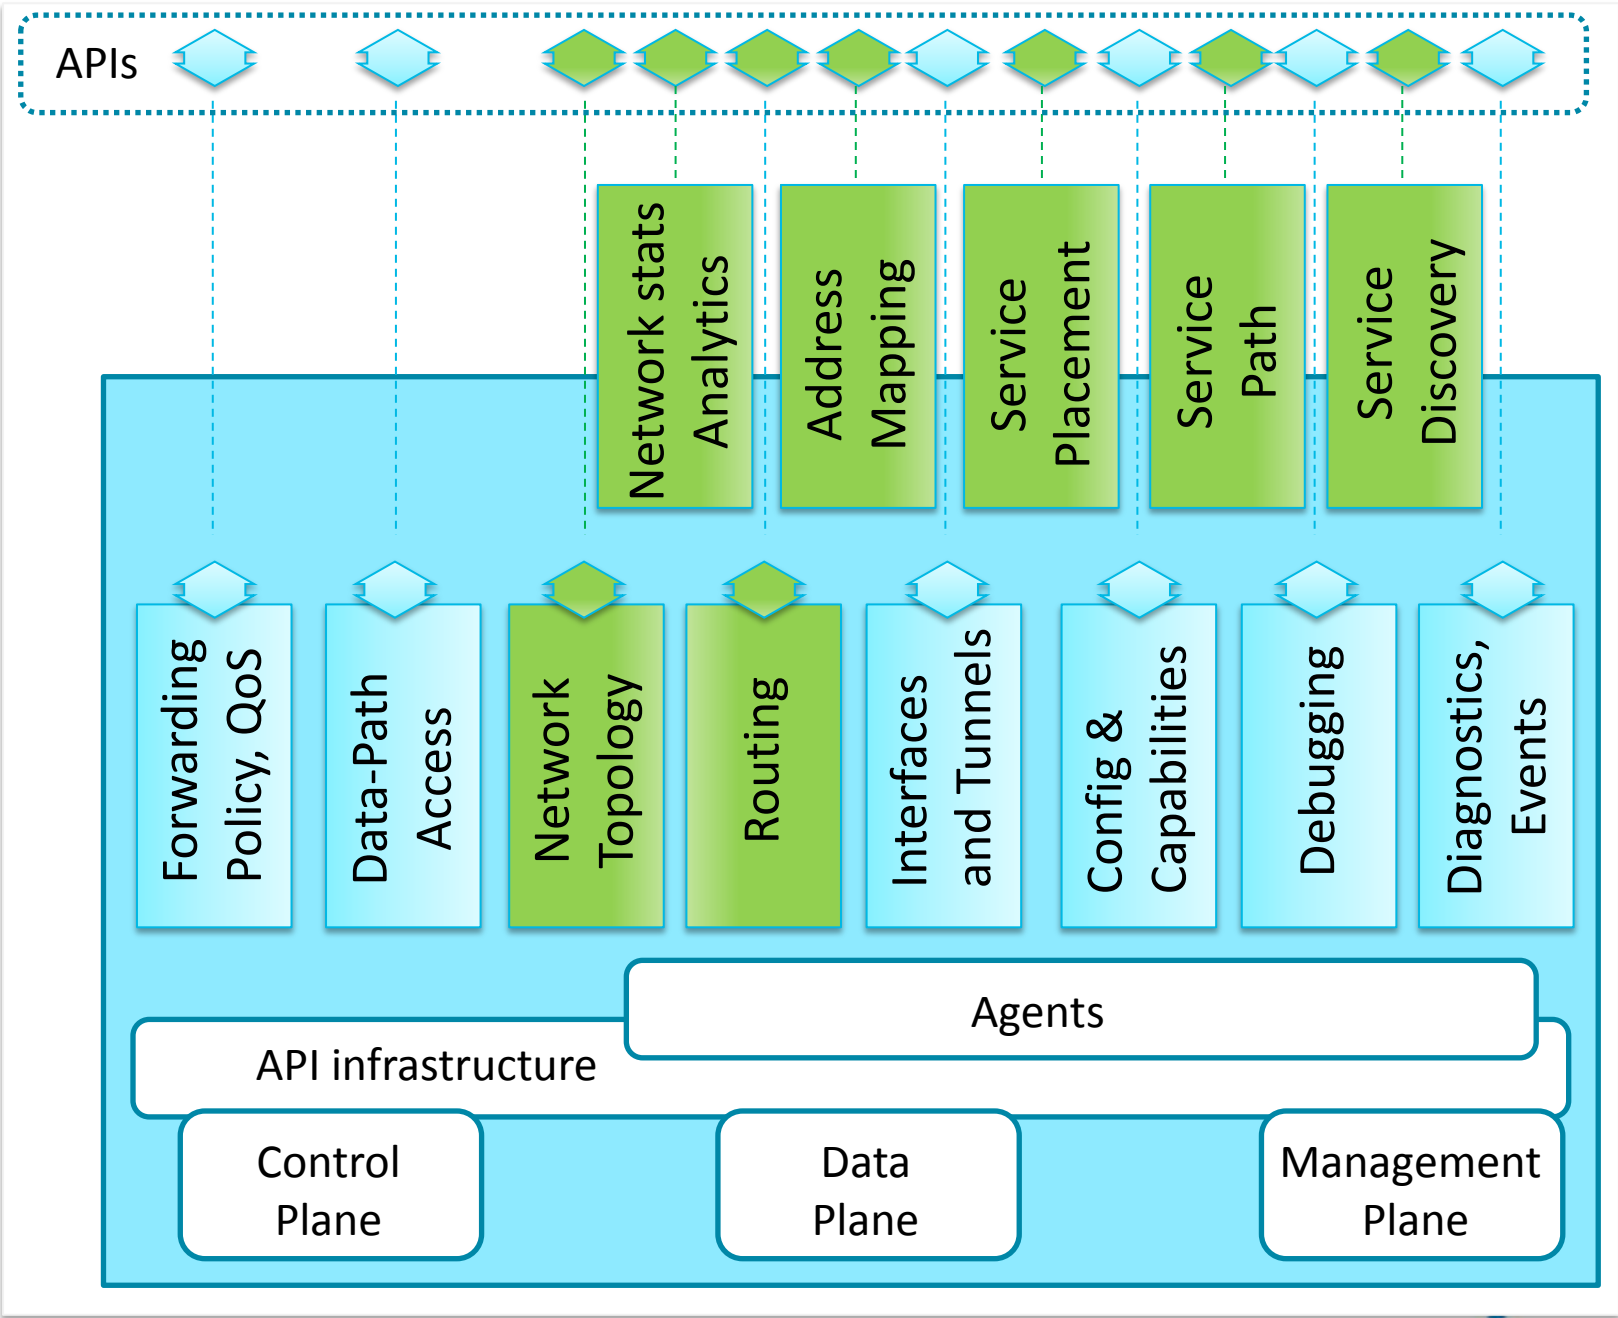 APIs
Network stats
Analytics
Address
Mapping
Service
Placement
Service
Path
Service
Discovery
Forwarding
Policy, QoS
Data-Path
Access
Network
Topology
Routing
Interfaces
and Tunnels
Config &
Capabilities
Debugging
Diagnostics,
Events
Agents
API infrastructure
Control
Plane
Data
Plane
Management
Plane